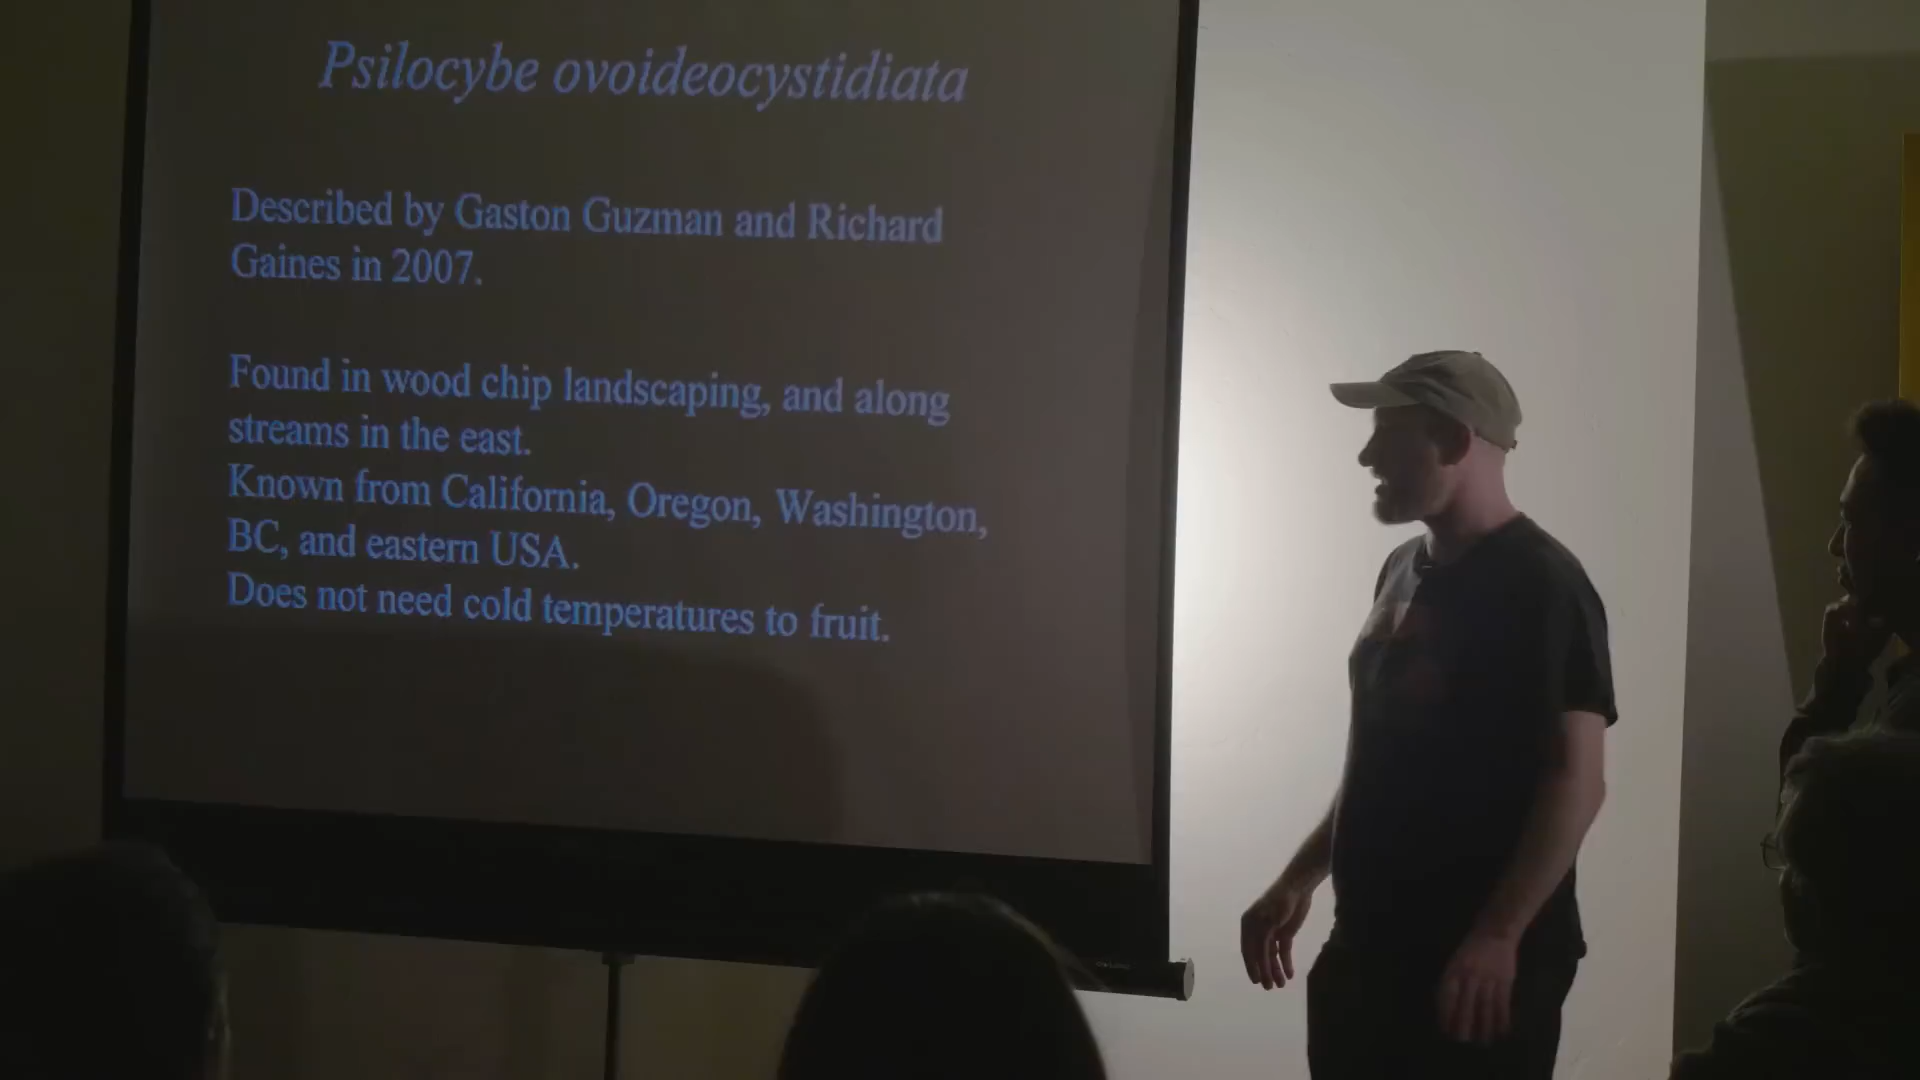 Psilocybe ovoideocystidiata
Described by Gaston Guzman and Richard
Gaines in 2007.
Found in wood chip landscaping, and along
streams in the east.
Known from California, Oregon, Washington,
BC, and eastern USA.
Does not need cold temperatures to fruit.